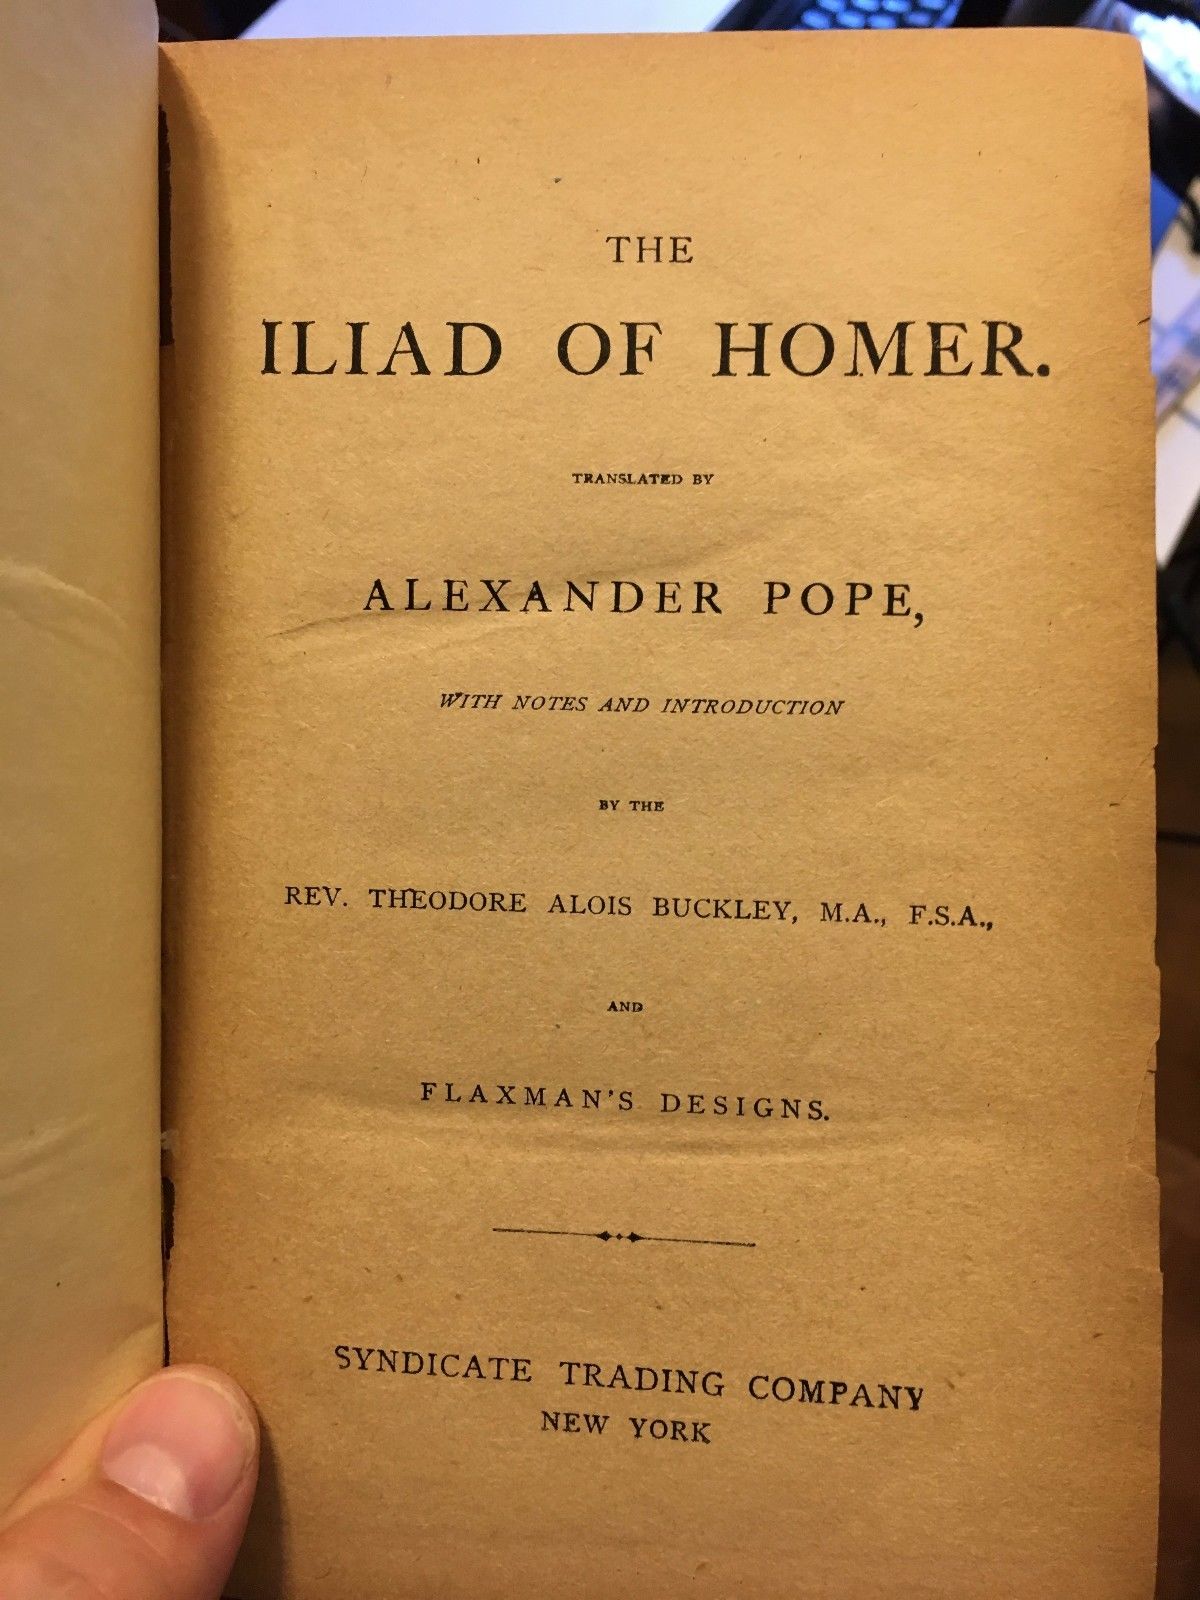 THE
ILIAD OF HOMER.
TRANSLATED BY
ALEXANDER POPE,
WITH NOTES AND INTRODUCTION
BY THE
REV. THEODORE ALOIS BUCKLEY, M.A., F.S.A.,
AND
FLAXMAN'S DESIGNS.
SYNDICATE TRADING COMPANY
NEW YORK